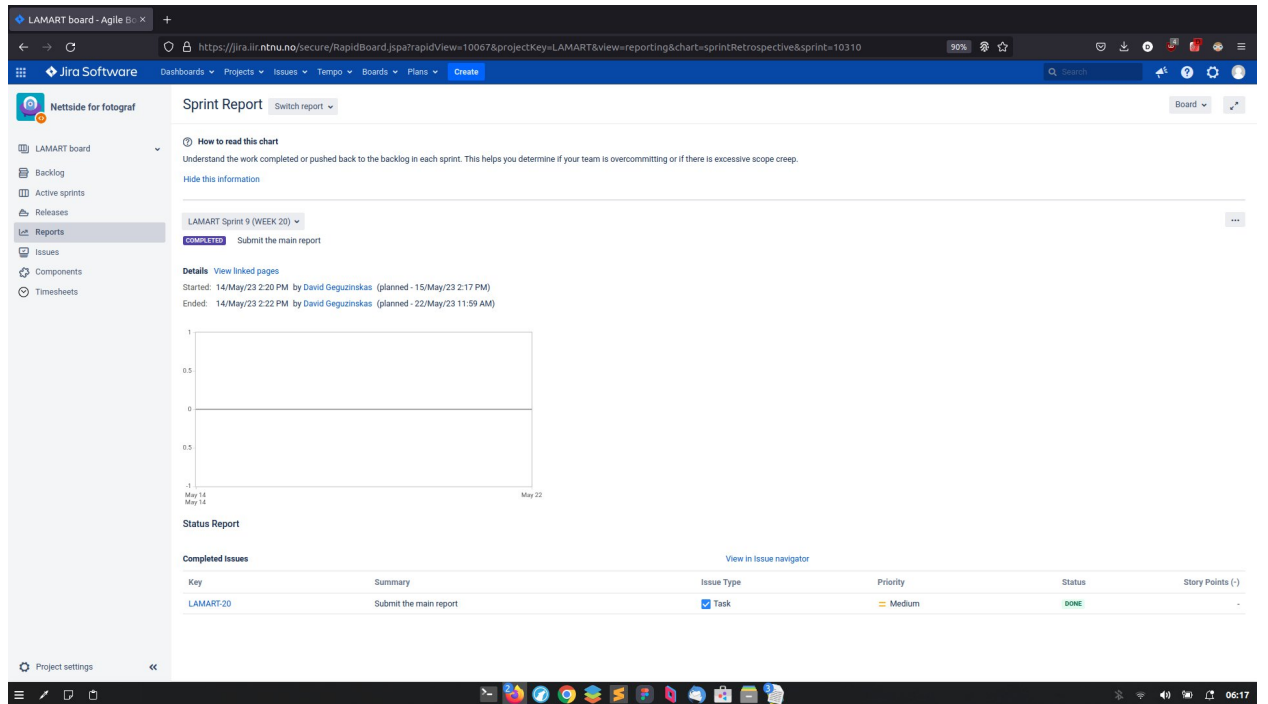 LAMART board - Agile Bo
https://jira.iir.ntnu.no/secure/RapidBoard.jspa?rapidView=10067&projectKey=LAMART&view=reporting&chart=sprintRetrospective&sprint=10310
90%
Jira Software
Dashboards
Projects
Issues
Tempo
Boards
Plans
Create
Search
Nettside for fotograf
LAMART board
Backlog
Active sprints
Releases
Reports
Issues
Components
Timesheets
Project settings
Sprint Report
Switch report
Board
How to read this chart
Understand the work completed or pushed back to the backlog in each sprint. This helps you determine if your team is overcommitting or if there is excessive scope creep.
Hide this information
LAMART Sprint 9 (WEEK 20)
COMPLETED Submit the main report
Details View linked pages
Started: 14/May/23 2:20 PM by David Geguzinskas (planned - 15/May/23 2:17 PM)
Ended: 14/May/23 2:22 PM by David Geguzinskas (planned - 22/May/23 11:59 AM)
1
0.5
0
0.5
-1
May 14 May 22
May 14
Status Report
Completed Issues View in Issue navigator
Key Summary Issue Type Priority Status Story Points (-)
LAMART-20 Submit the main report Task Medium DONE -
06:17